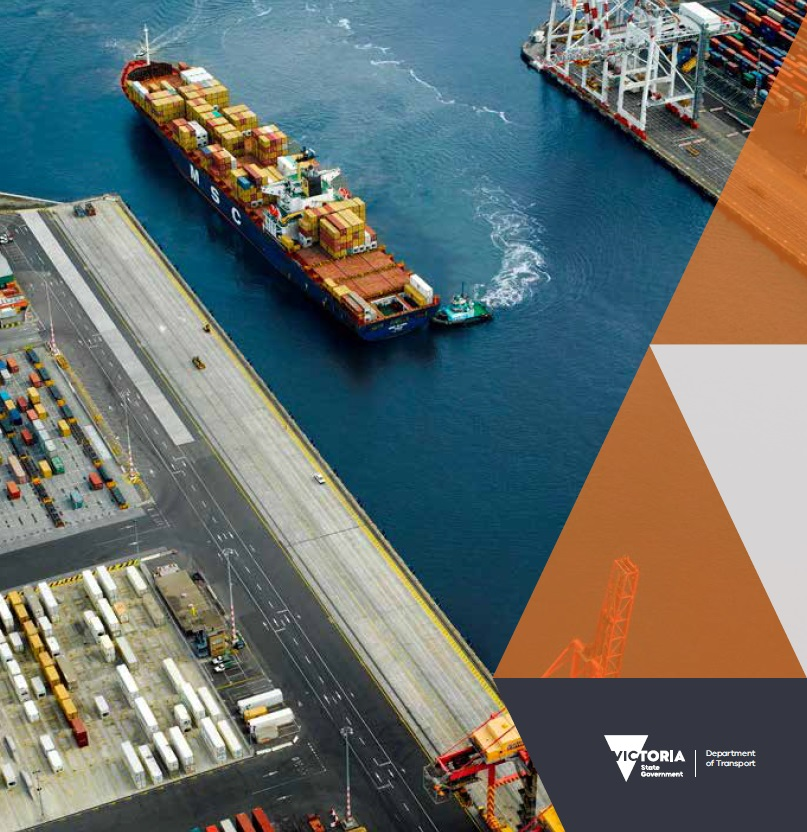 MSC
VICTORIA
State
Government
Department
of Transport